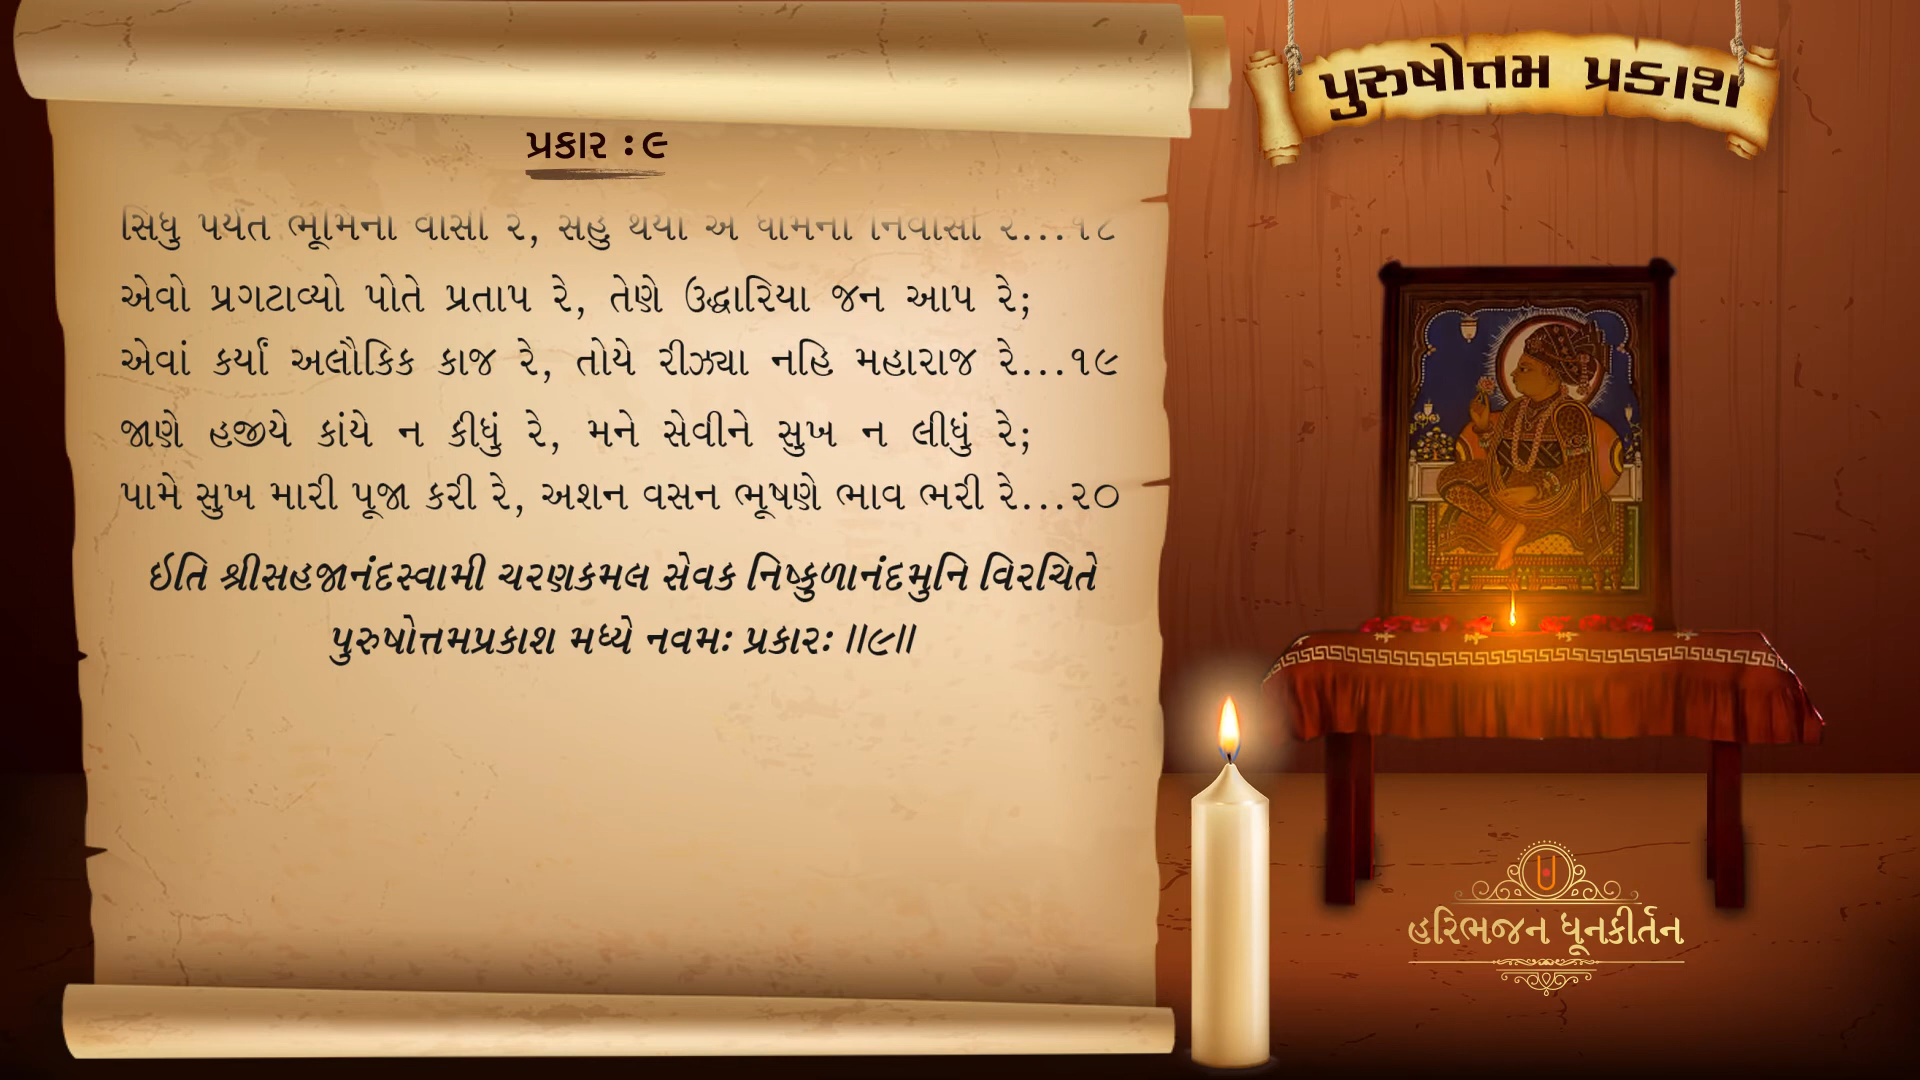 પુરુષોત્તમ પ્રકાશ
પ્રકાર : ૯
સિંધુ પર્યંત ભૂમિના વાસી રે, સહુ થયા એ ધામના નિવાસી રે...૧૮
એવો પ્રગટાવ્યો પોતે પ્રતાપ રે, તેણે ઉદ્ધારિયા જન આપ રે;
એવાં કર્યાં અલૌકિક કાજ રે, તોયે રીઝ્યા નહિ મહારાજ રે...૧૯
જાણે હજીયે કાંયે ન કીધું રે, મને સેવીને સુખ ન લીધું રે;
પામે સુખ મારી પૂજા કરી રે, અશન વસન ભૂષણે ભાવ ભરી રે...૨૦
ઈતિ શ્રીસહજાનંદસ્વામી ચરણકમલ સેવક નિષ્કુળાનંદમુનિ વિરચિતે
પુરુષોત્તમપ્રકાશ મધ્યે નવમઃ પ્રકારઃ ॥૯॥
હરિભજન ધૂનકીર્તન